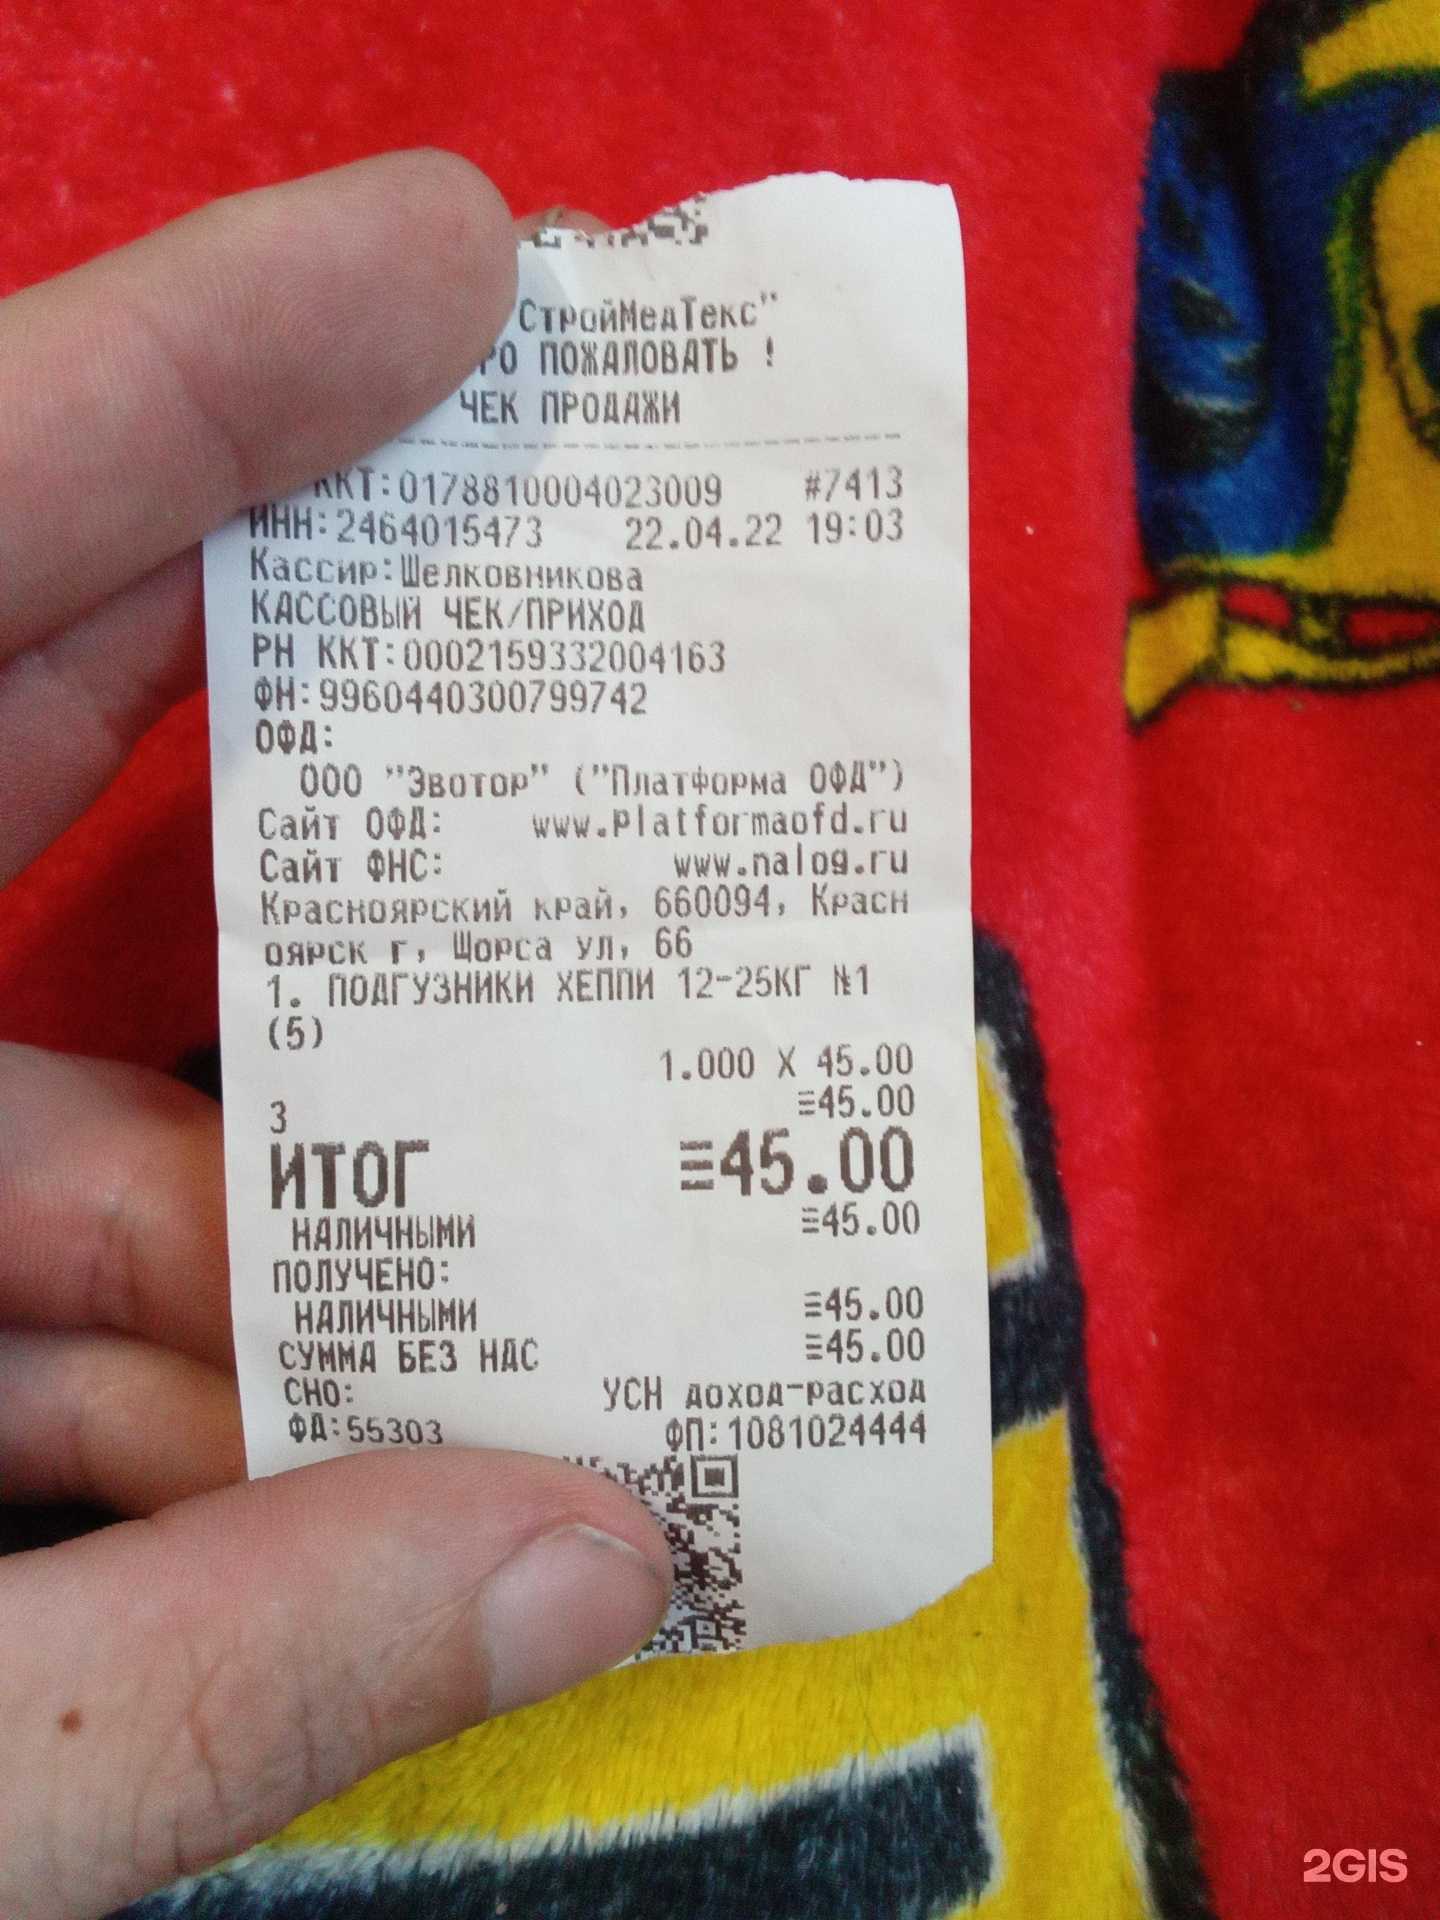 СтройМедТекс"
ПОЖАЛОВАТЬ !
ЧЕК ПРОДАЖИ
ККТ:0178810004023009 #7413
ИНН:2464015473 22.04.22 19:03
Кассир:Шелковникова
КАССОВЫЙ ЧЕК/ПРИХОД
РН ККТ:0002159332004163
ФН:9960440300799742
ОФД:
ООО "Эвотор" ("Платформа ОФД")
Сайт ОФД: www.platformaofd.ru
Сайт ФНС: www.nalog.ru
Красноярский край, 660094, Красн
оярск г, Щорса ул, 66
1. ПОДГУЗНИКИ ХЕППИ 12-25КГ №1
(5)
1.000 X 45.00
≡45.00
3
ИТОГ ≡45.00
НАЛИЧНЫМИ ≡45.00
ПОЛУЧЕНО:
НАЛИЧНЫМИ ≡45.00
СУММА БЕЗ НДС ≡45.00
СНО: УСН доход-расход
ФД:55303 ФП:1081024444
2GIS